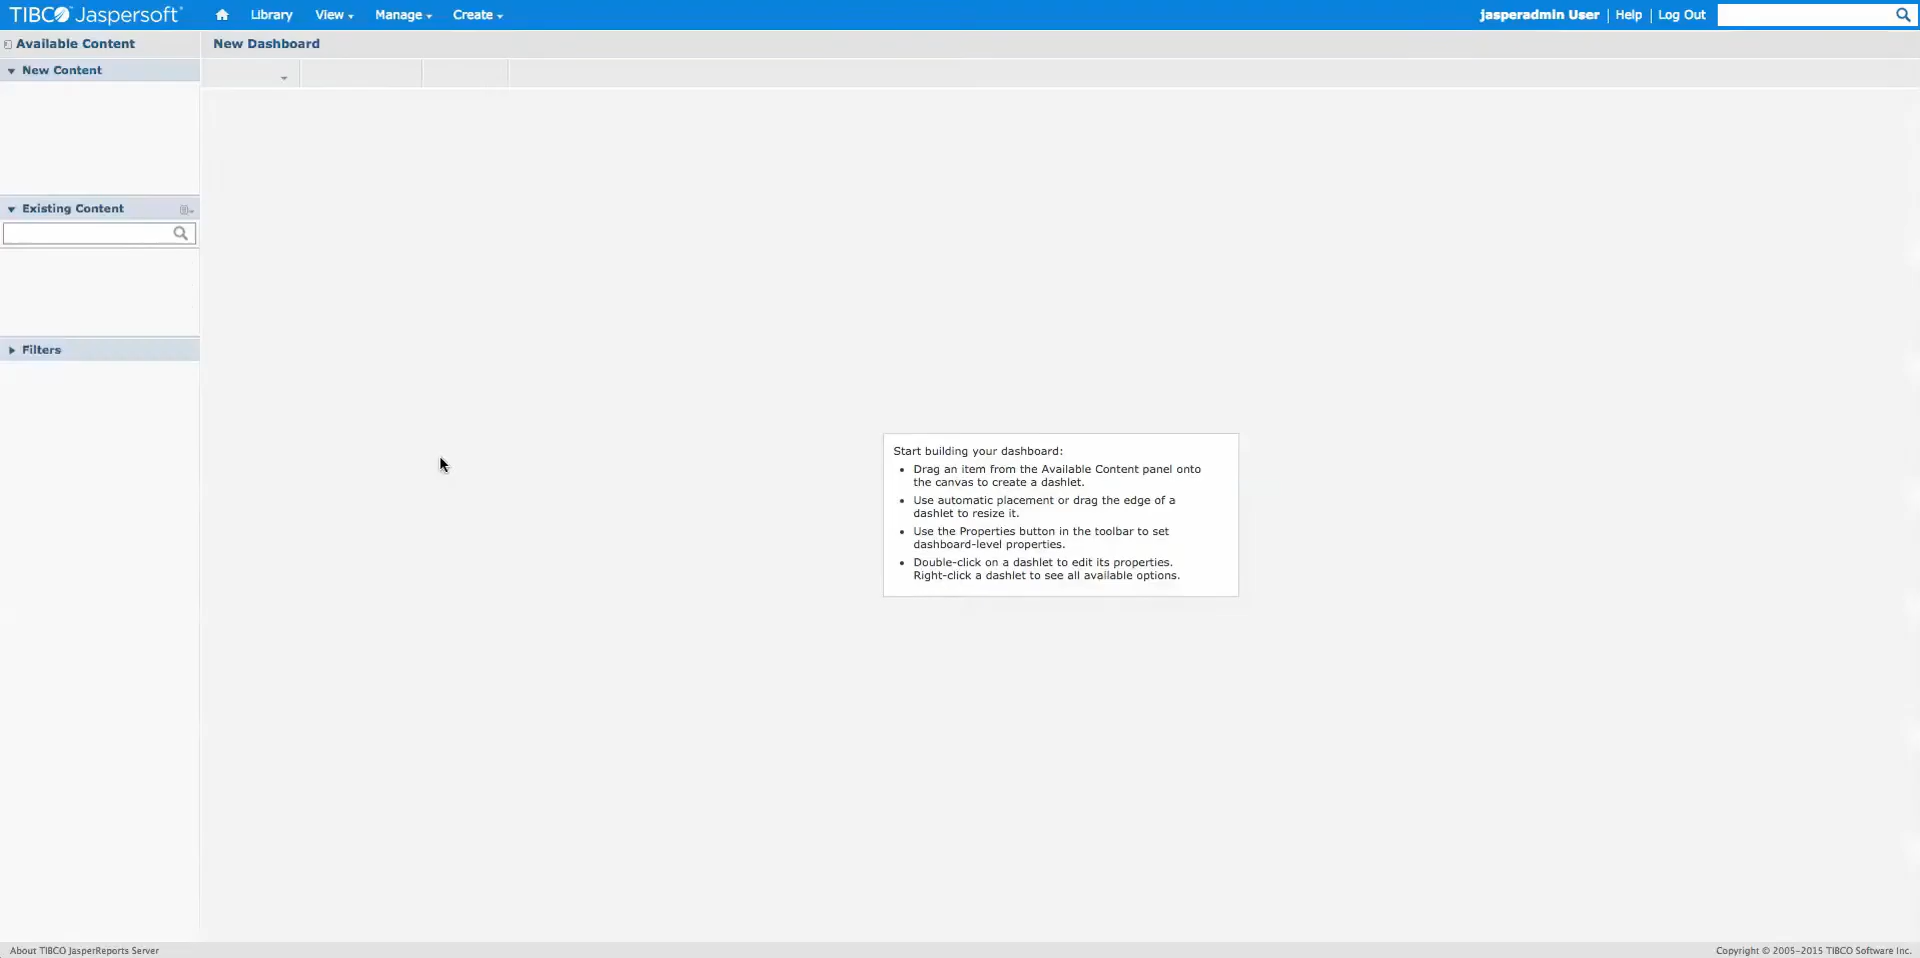 TIBCO Jaspersoft
Library
View
Manage
Create
jasperadmin User
Help
Log Out
Available Content
New Dashboard
New Content
Existing Content
Filters
Start building your dashboard:
• Drag an item from the Available Content panel onto
the canvas to create a dashlet.
• Use automatic placement or drag the edge of a
dashlet to resize it.
• Use the Properties button in the toolbar to set
dashboard-level properties.
• Double-click on a dashlet to edit its properties.
Right-click a dashlet to see all available options.
About TIBCO JasperReports Server
Copyright © 2005-2015 TIBCO Software Inc.